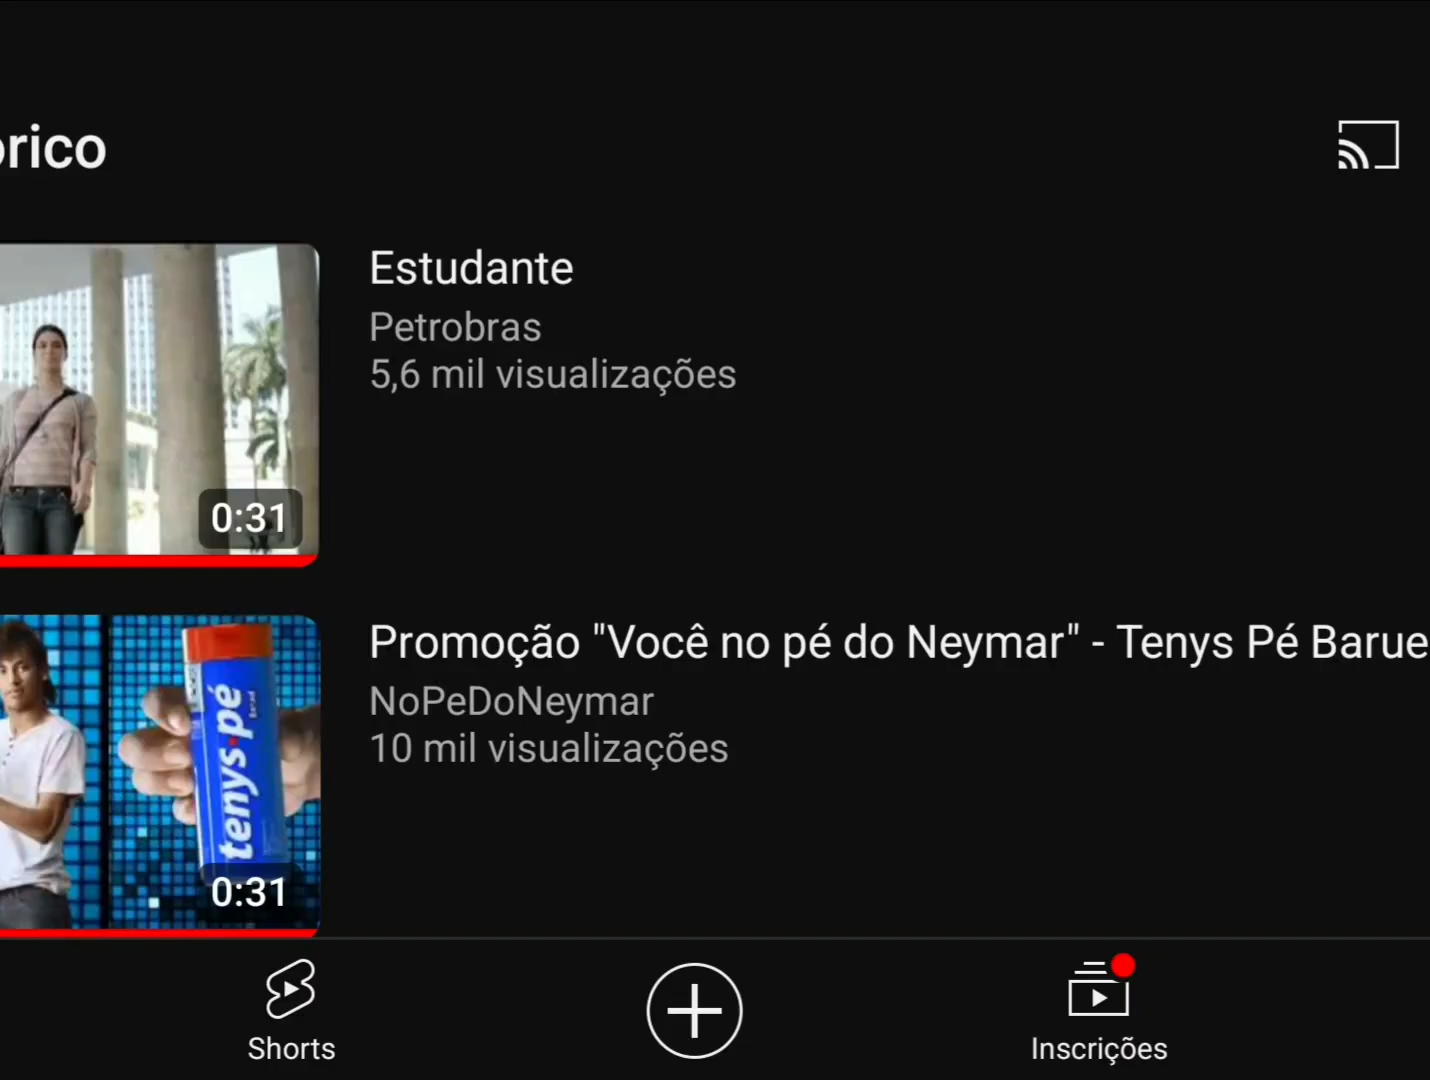 orico
Estudante
Petrobras
5,6 mil visualizações
0:31
Promoção "Você no pé do Neymar" - Tenys Pé Barue
NoPeDoNeymar
10 mil visualizações
tenys pé
0:31
Shorts
Inscrições